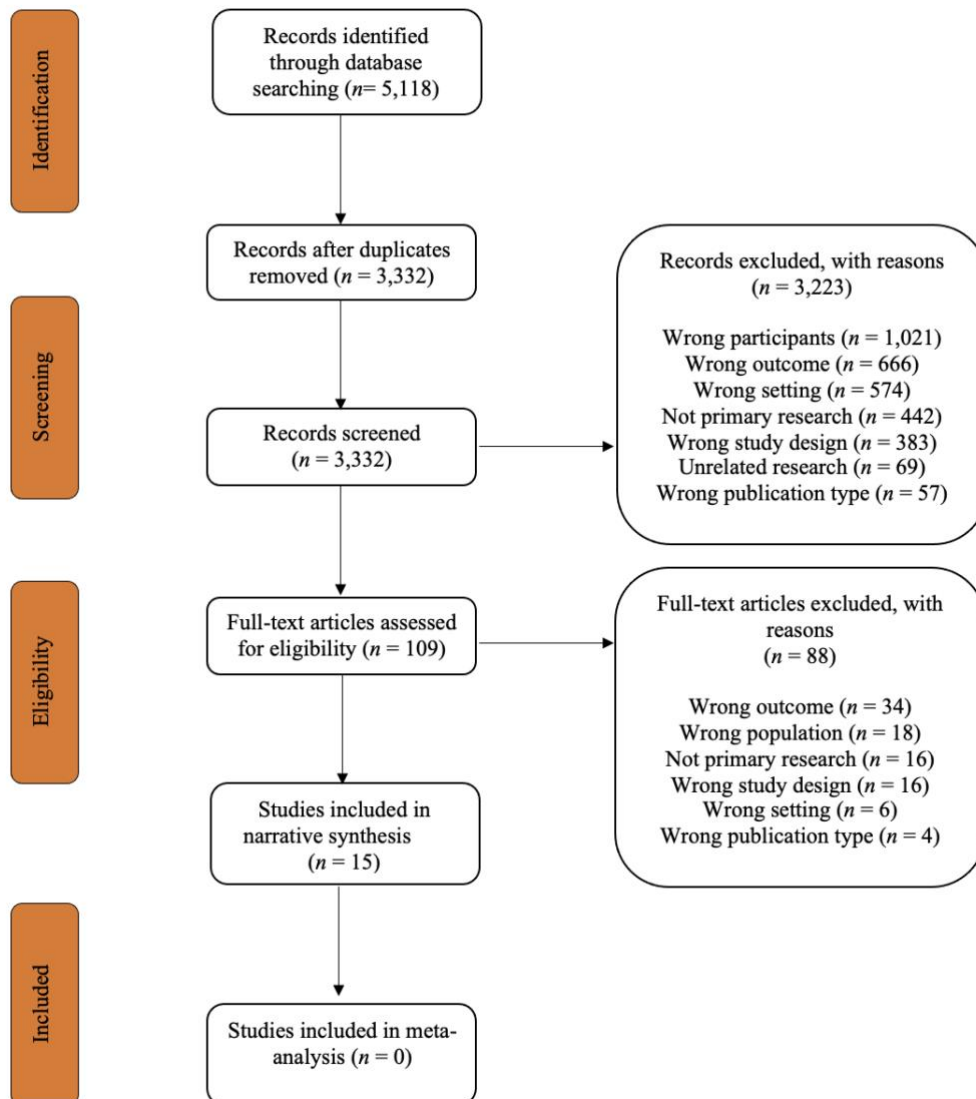 Identification
Records identified
through database
searching (n= 5,118)
Records after duplicates
removed (n = 3,332)
Screening
Records screened
(n = 3,332)
Records excluded, with reasons
(n = 3,223)
Wrong participants (n = 1,021)
Wrong outcome (n = 666)
Wrong setting (n = 574)
Not primary research (n = 442)
Wrong study design (n = 383)
Unrelated research (n = 69)
Wrong publication type (n = 57)
Eligibility
Full-text articles assessed
for eligibility (n = 109)
Full-text articles excluded, with
reasons
(n = 88)
Wrong outcome (n = 34)
Wrong population (n = 18)
Not primary research (n = 16)
Wrong study design (n = 16)
Wrong setting (n = 6)
Wrong publication type (n = 4)
Studies included in
narrative synthesis
(n = 15)
Included
Studies included in meta-
analysis (n = 0)